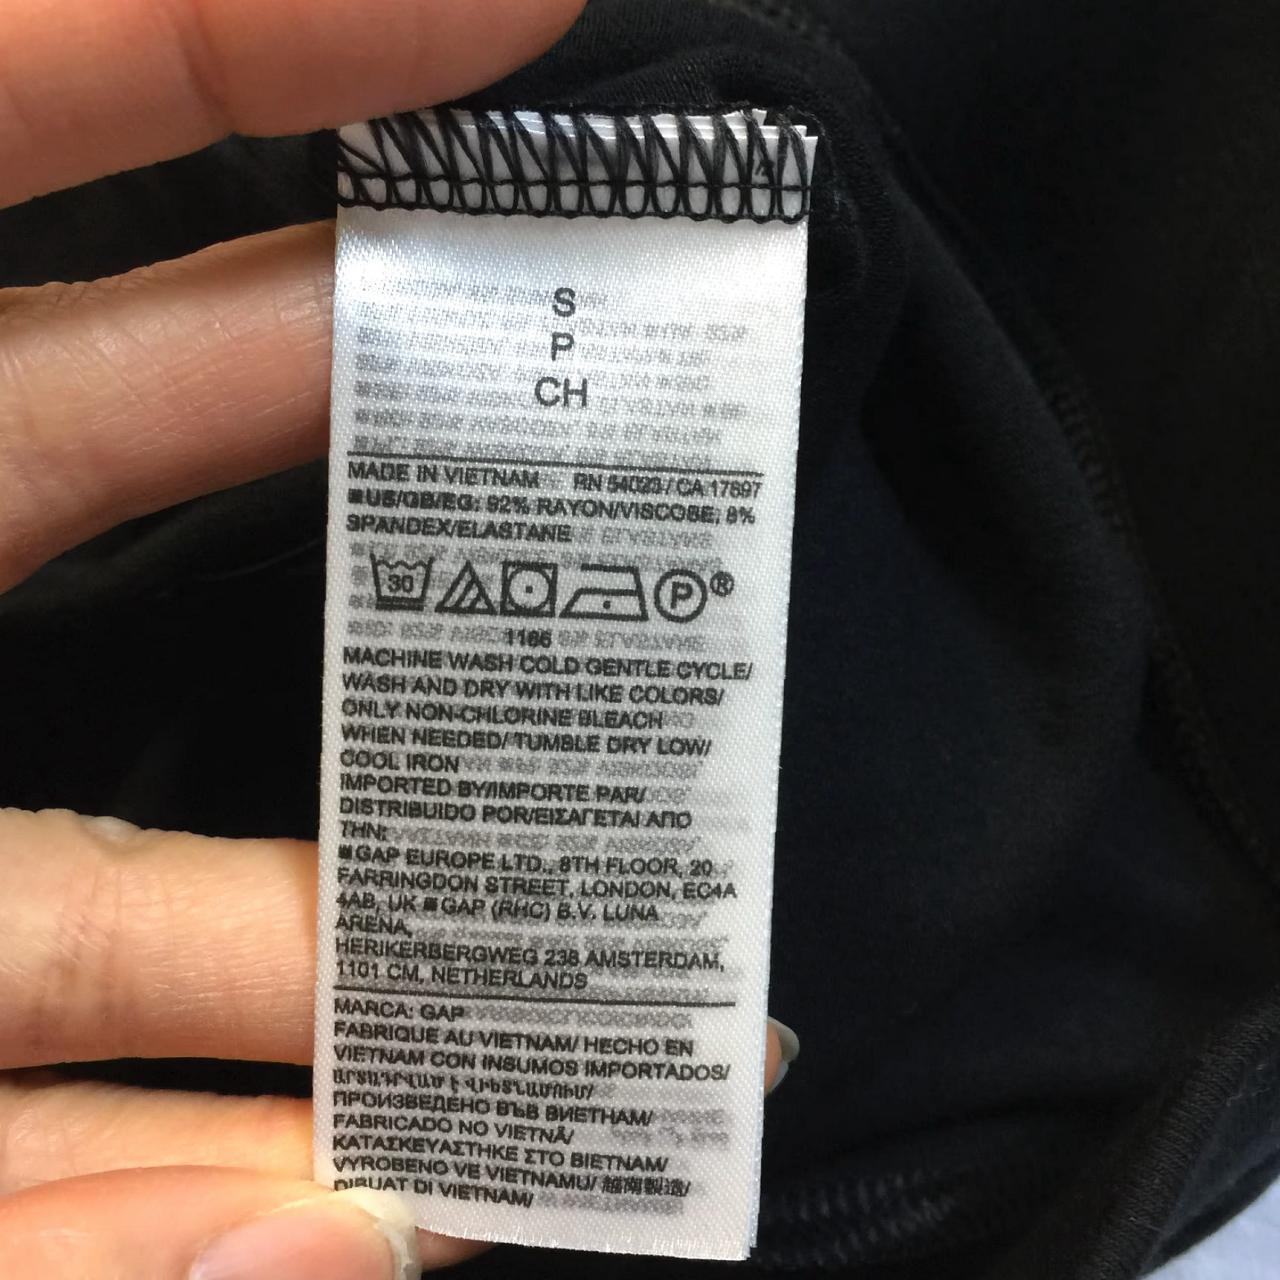 S
P
CH
MADE IN VIETNAM RN 54023 / CA 17897
■US/GB/EG: 92% RAYON/VISCOSE, 8%
SPANDEX/ELASTANE
30 P ®
1166
MACHINE WASH COLD GENTLE CYCLE/
WASH AND DRY WITH LIKE COLORS/
ONLY NON-CHLORINE BLEACH
WHEN NEEDED/ TUMBLE DRY LOW/
COOL IRON
IMPORTED BY/IMPORTE PAR/
DISTRIBUIDO POR/ΕΙΣΑΓΕΤΑΙ ΑΠΟ
ΤΗΝ:
■GAP EUROPE LTD., 8TH FLOOR, 20
FARRINGDON STREET, LONDON, EC4A
4AB, UK ■GAP (RHC) B.V. LUNA
ARENA,
HERIKERBERGWEG 238 AMSTERDAM,
1101 CM, NETHERLANDS
MARCA: GAP
FABRIQUE AU VIETNAM/ HECHO EN
VIETNAM CON INSUMOS IMPORTADOS/
ԱՐՏԱԴՐՎԱԾ Է ՎԻԵՏՆԱՄՈՒՄ/
ПРОИЗВЕДЕНО ВЪВ ВИЕТНАМ/
FABRICADO NO VIETNÃ/
ΚΑΤΑΣΚΕΥΑΣΤΗΚΕ ΣΤΟ ΒΙΕΤΝΑΜ/
VYROBENO VE VIETNAMU/ 越南製造/
DIBUAT DI VIETNAM/